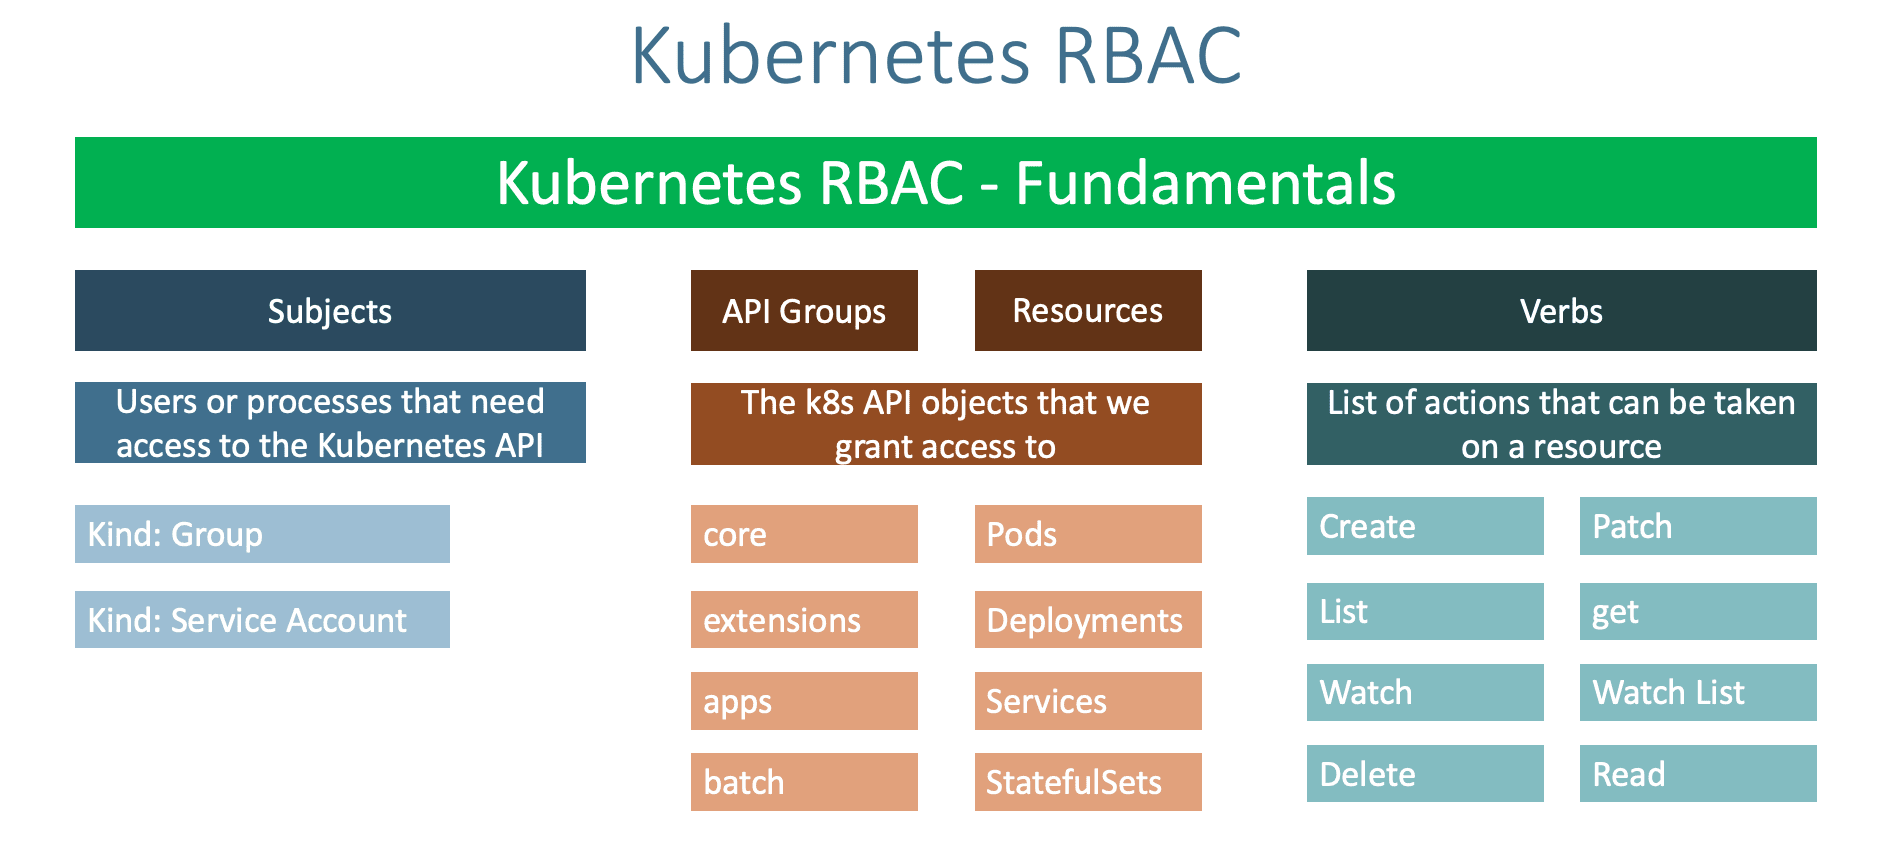 Kubernetes RBAC
Kubernetes RBAC - Fundamentals
Subjects
Users or processes that need
access to the Kubernetes API
Kind: Group
Kind: Service Account
API Groups
Resources
The k8s API objects that we
grant access to
core
Pods
extensions
Deployments
apps
Services
batch
StatefulSets
Verbs
List of actions that can be taken
on a resource
Create
Patch
List
get
Watch
Watch List
Delete
Read